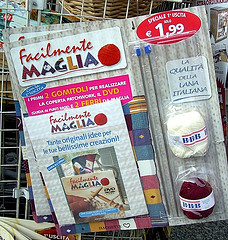 SPECIALE 1ª USCITA
€1,99
Facilmente
MAGLIA
I PRIMI 2 GOMITOLI PER REALIZZARE
LA COPERTA PATCHWORK, IL DVD
2 FERRI DA MAGLIA
LA
QUALITÀ
DELLA
LANA
ITALIANA
Facilmente
MAGLIA
Tante originali idee per
le tue bellissime creazioni!
Facilmente
MAGLIA
DVD
BBB
BBB